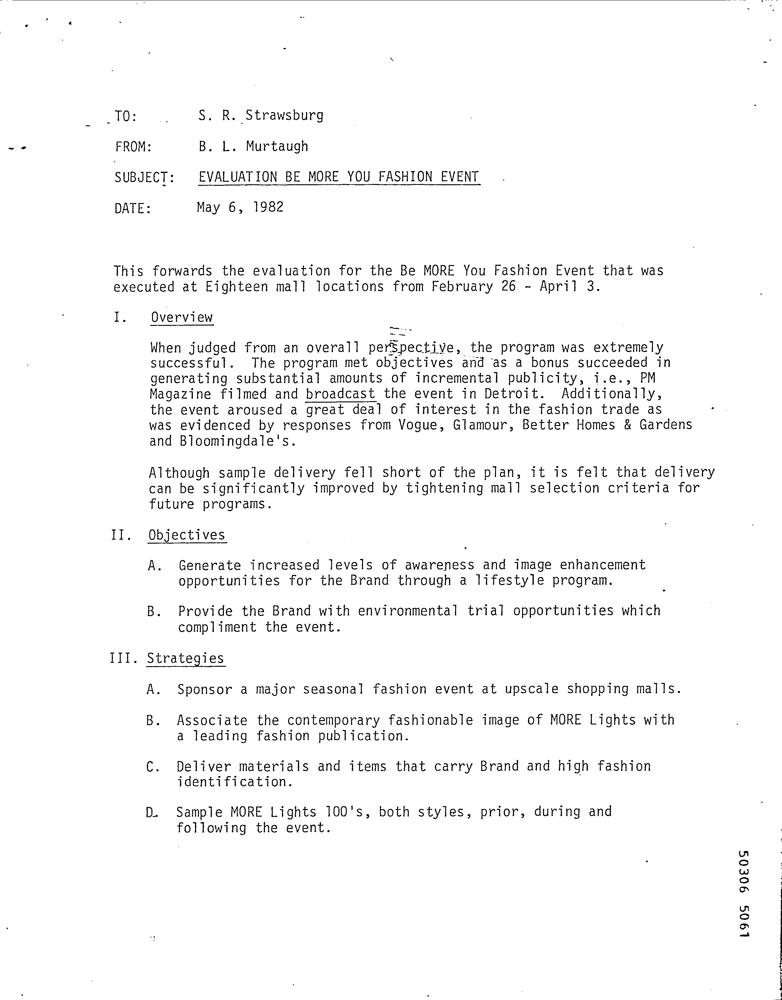 TO: S. R. Strawsburg
FROM: B. L. Murtaugh
SUBJECT: EVALUATION BE MORE YOU FASHION EVENT
DATE: May 6, 1982
This forwards the evaluation for the Be MORE You Fashion Event that was
executed at Eighteen mall locations from February 26 - April 3.
I. Overview
When judged from an overall perspective, the program was extremely
successful. The program met objectives and as a bonus succeeded in
generating substantial amounts of incremental publicity, i.e., PM
Magazine filmed and broadcast the event in Detroit. Additionally,
the event aroused a great deal of interest in the fashion trade as
was evidenced by responses from Vogue, Glamour, Better Homes & Gardens
and Bloomingdale's.
Although sample delivery fell short of the plan, it is felt that delivery
can be significantly improved by tightening mall selection criteria for
future programs.
II. Objectives
A. Generate increased levels of awareness and image enhancement
opportunities for the Brand through a lifestyle program.
B. Provide the Brand with environmental trial opportunities which
compliment the event.
III. Strategies
A. Sponsor a major seasonal fashion event at upscale shopping malls.
B. Associate the contemporary fashionable image of MORE Lights with
a leading fashion publication.
C. Deliver materials and items that carry Brand and high fashion
identification.
D. Sample MORE Lights 100's, both styles, prior, during and
following the event.
50306 5061